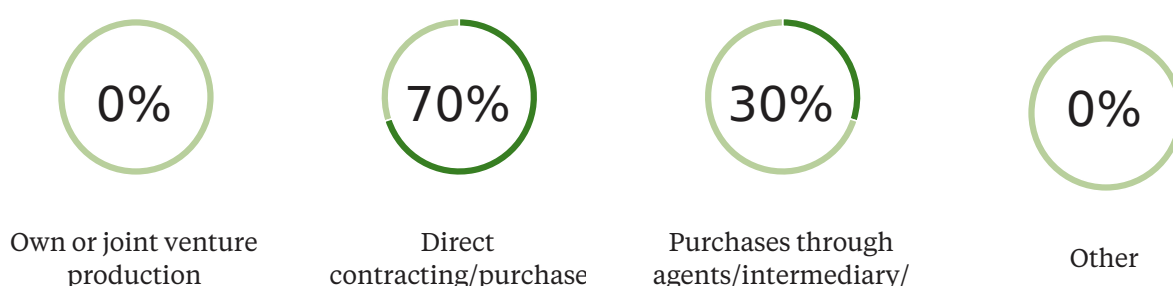 0%
70%
30%
0%
Own or joint venture
production
Direct
contracting/purchase
Purchases through
agents/intermediary/
Other